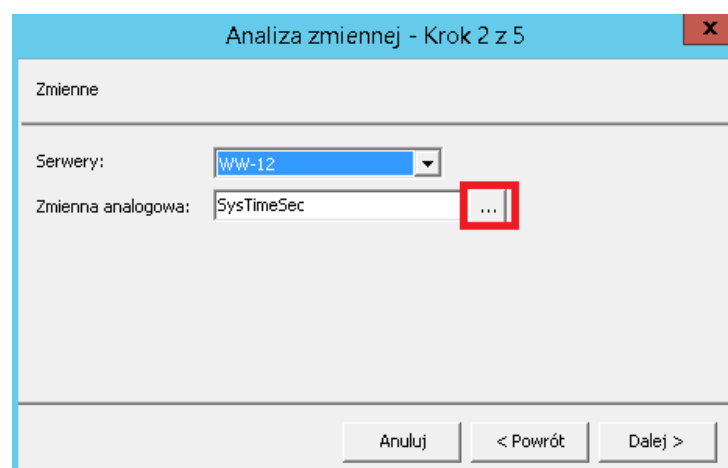 Analiza zmiennej - Krok 2 z 5
x
Zmienne
Serwery: WW-12
Zmienna analogowa: SysTimeSec ...
Anuluj < Powrót Dalej >